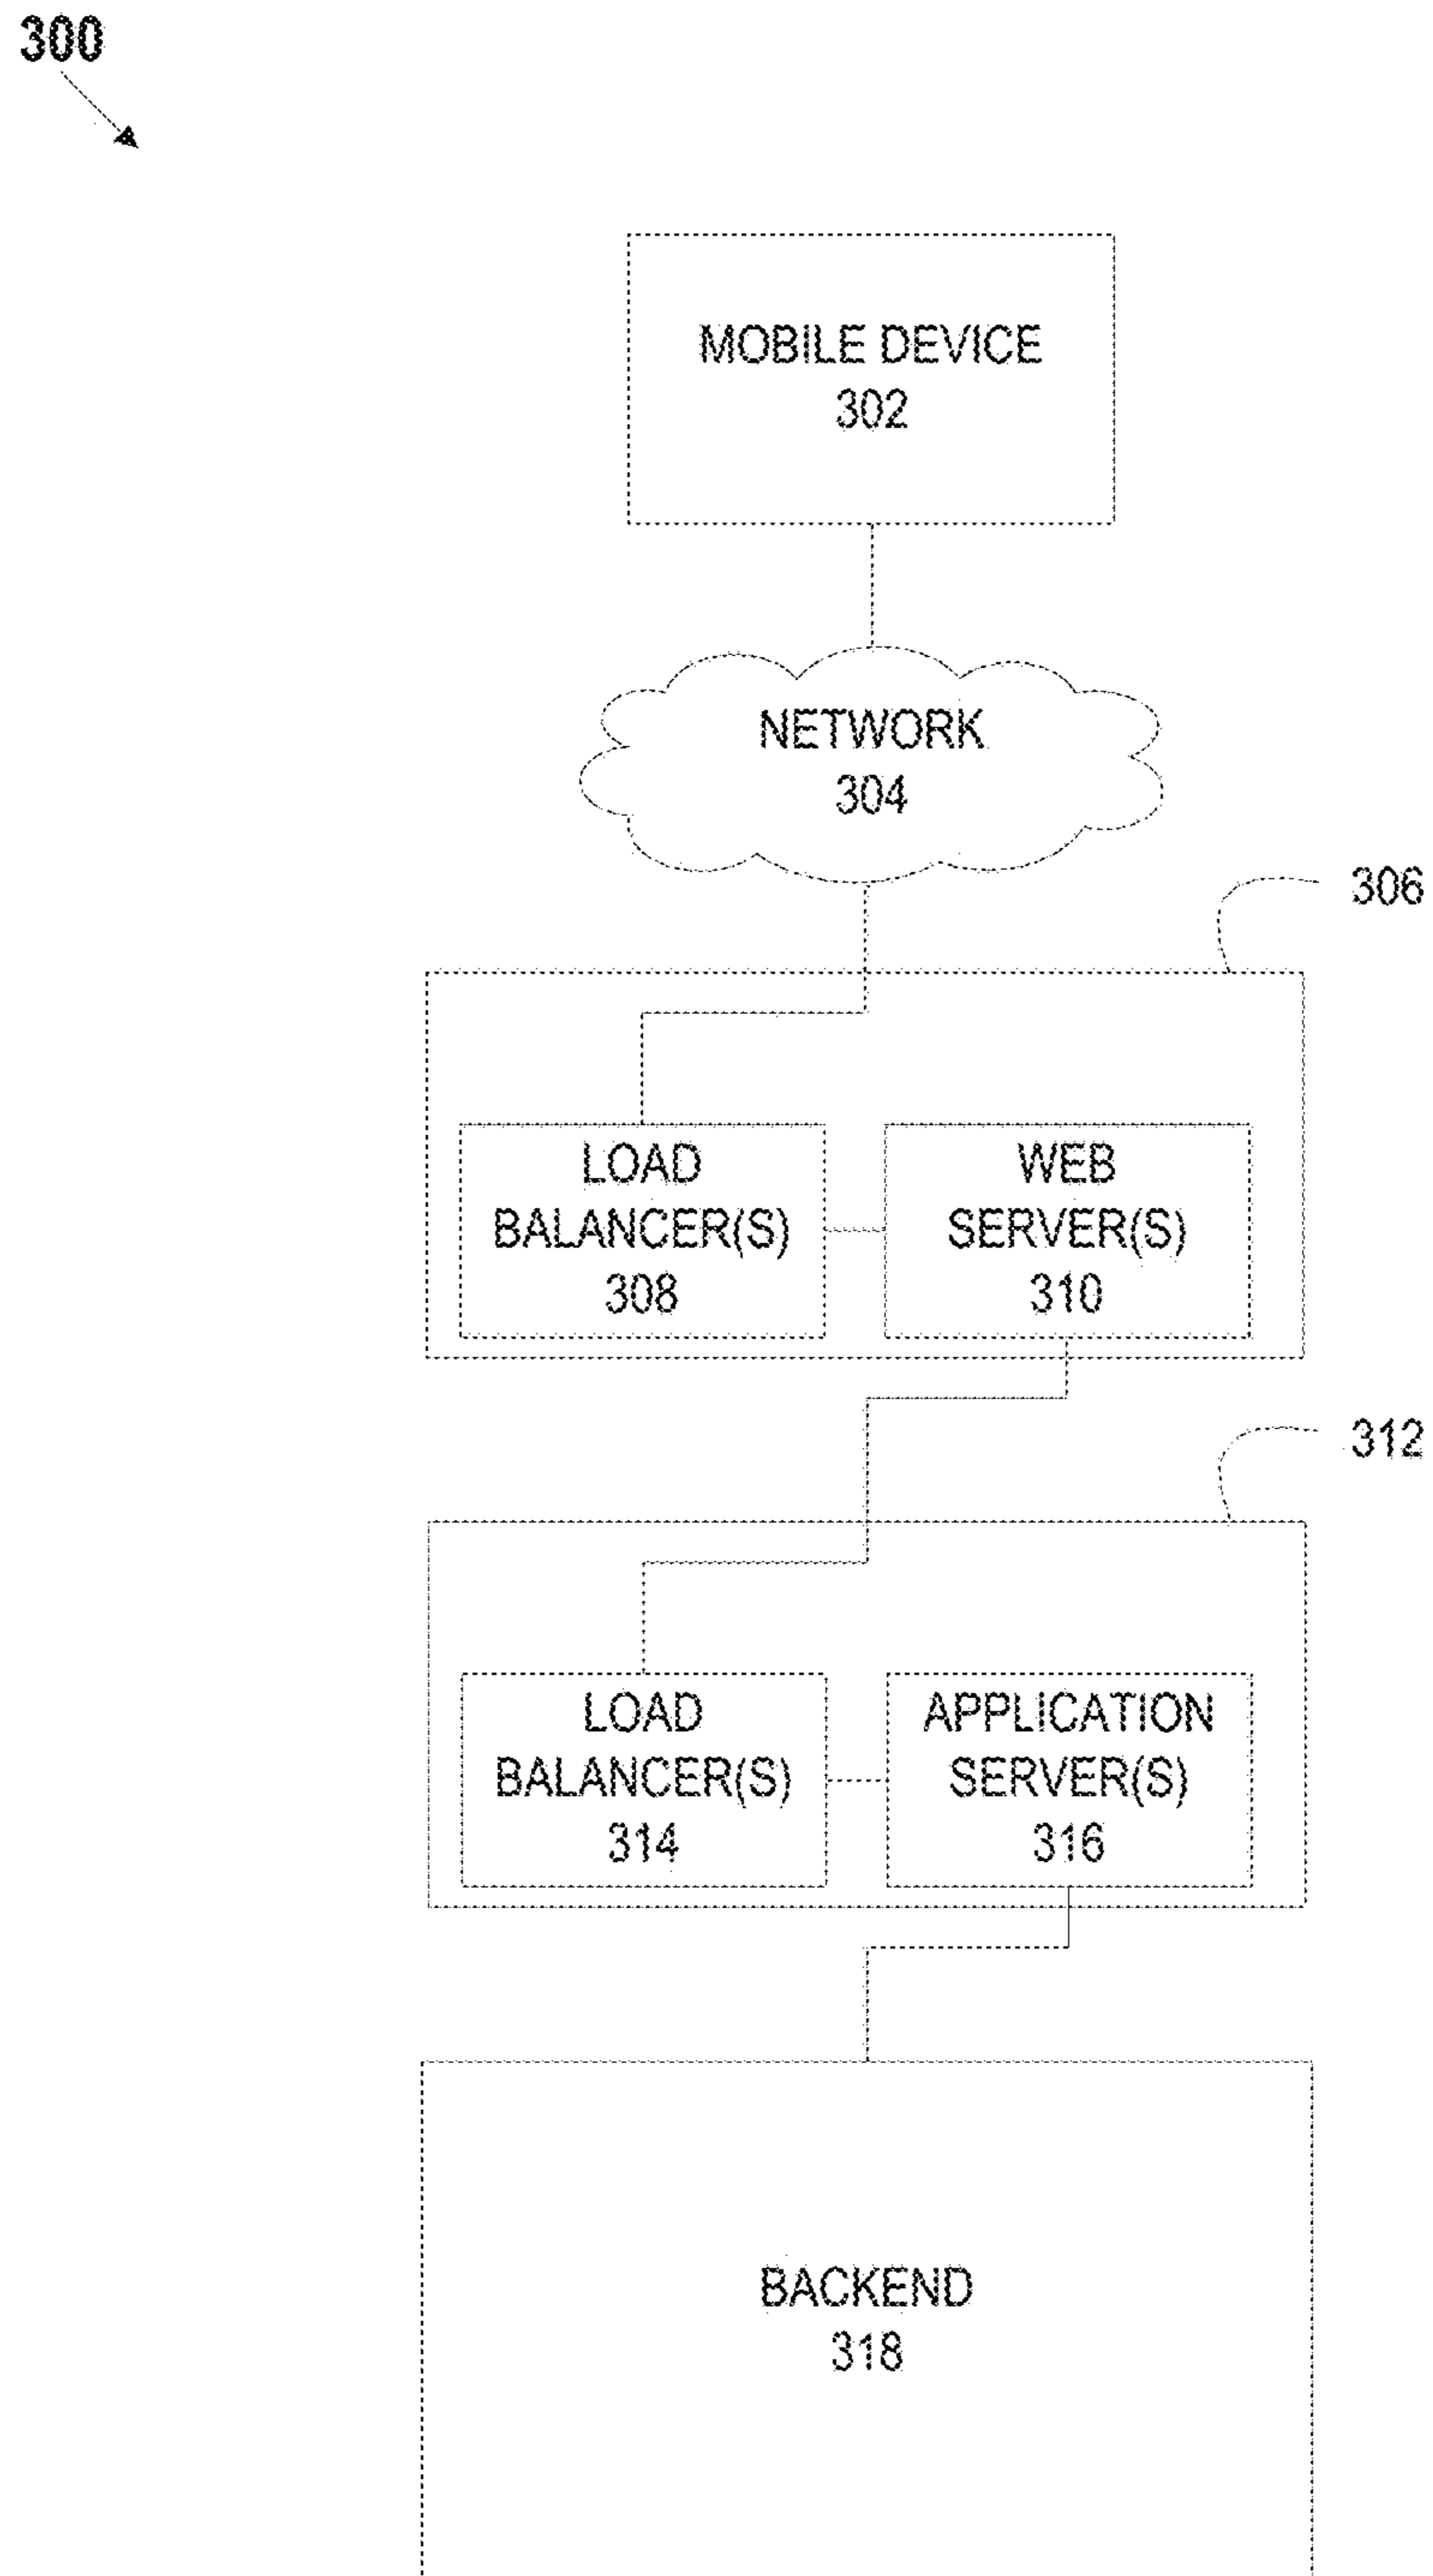 300
MOBILE DEVICE
302
NETWORK
304
306
LOAD
BALANCER(S)
308
WEB
SERVER(S)
310
312
LOAD
BALANCER(S)
314
APPLICATION
SERVER(S)
316
BACKEND
318